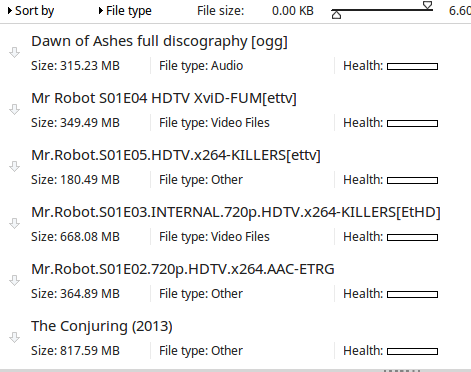 Sort by File type File size: 0.00 KB 6.60
Dawn of Ashes full discography [ogg]
Size: 315.23 MB File type: Audio Health:
Mr Robot S01E04 HDTV XviD-FUM[ettv]
Size: 349.49 MB File type: Video Files Health:
Mr.Robot.S01E05.HDTV.x264-KILLERS[ettv]
Size: 180.49 MB File type: Other Health:
Mr.Robot.S01E03.INTERNAL.720p.HDTV.x264-KILLERS[EtHD]
Size: 668.08 MB File type: Video Files Health:
Mr.Robot.S01E02.720p.HDTV.x264.AAC-ETRG
Size: 364.89 MB File type: Other Health:
The Conjuring (2013)
Size: 817.59 MB File type: Other Health: